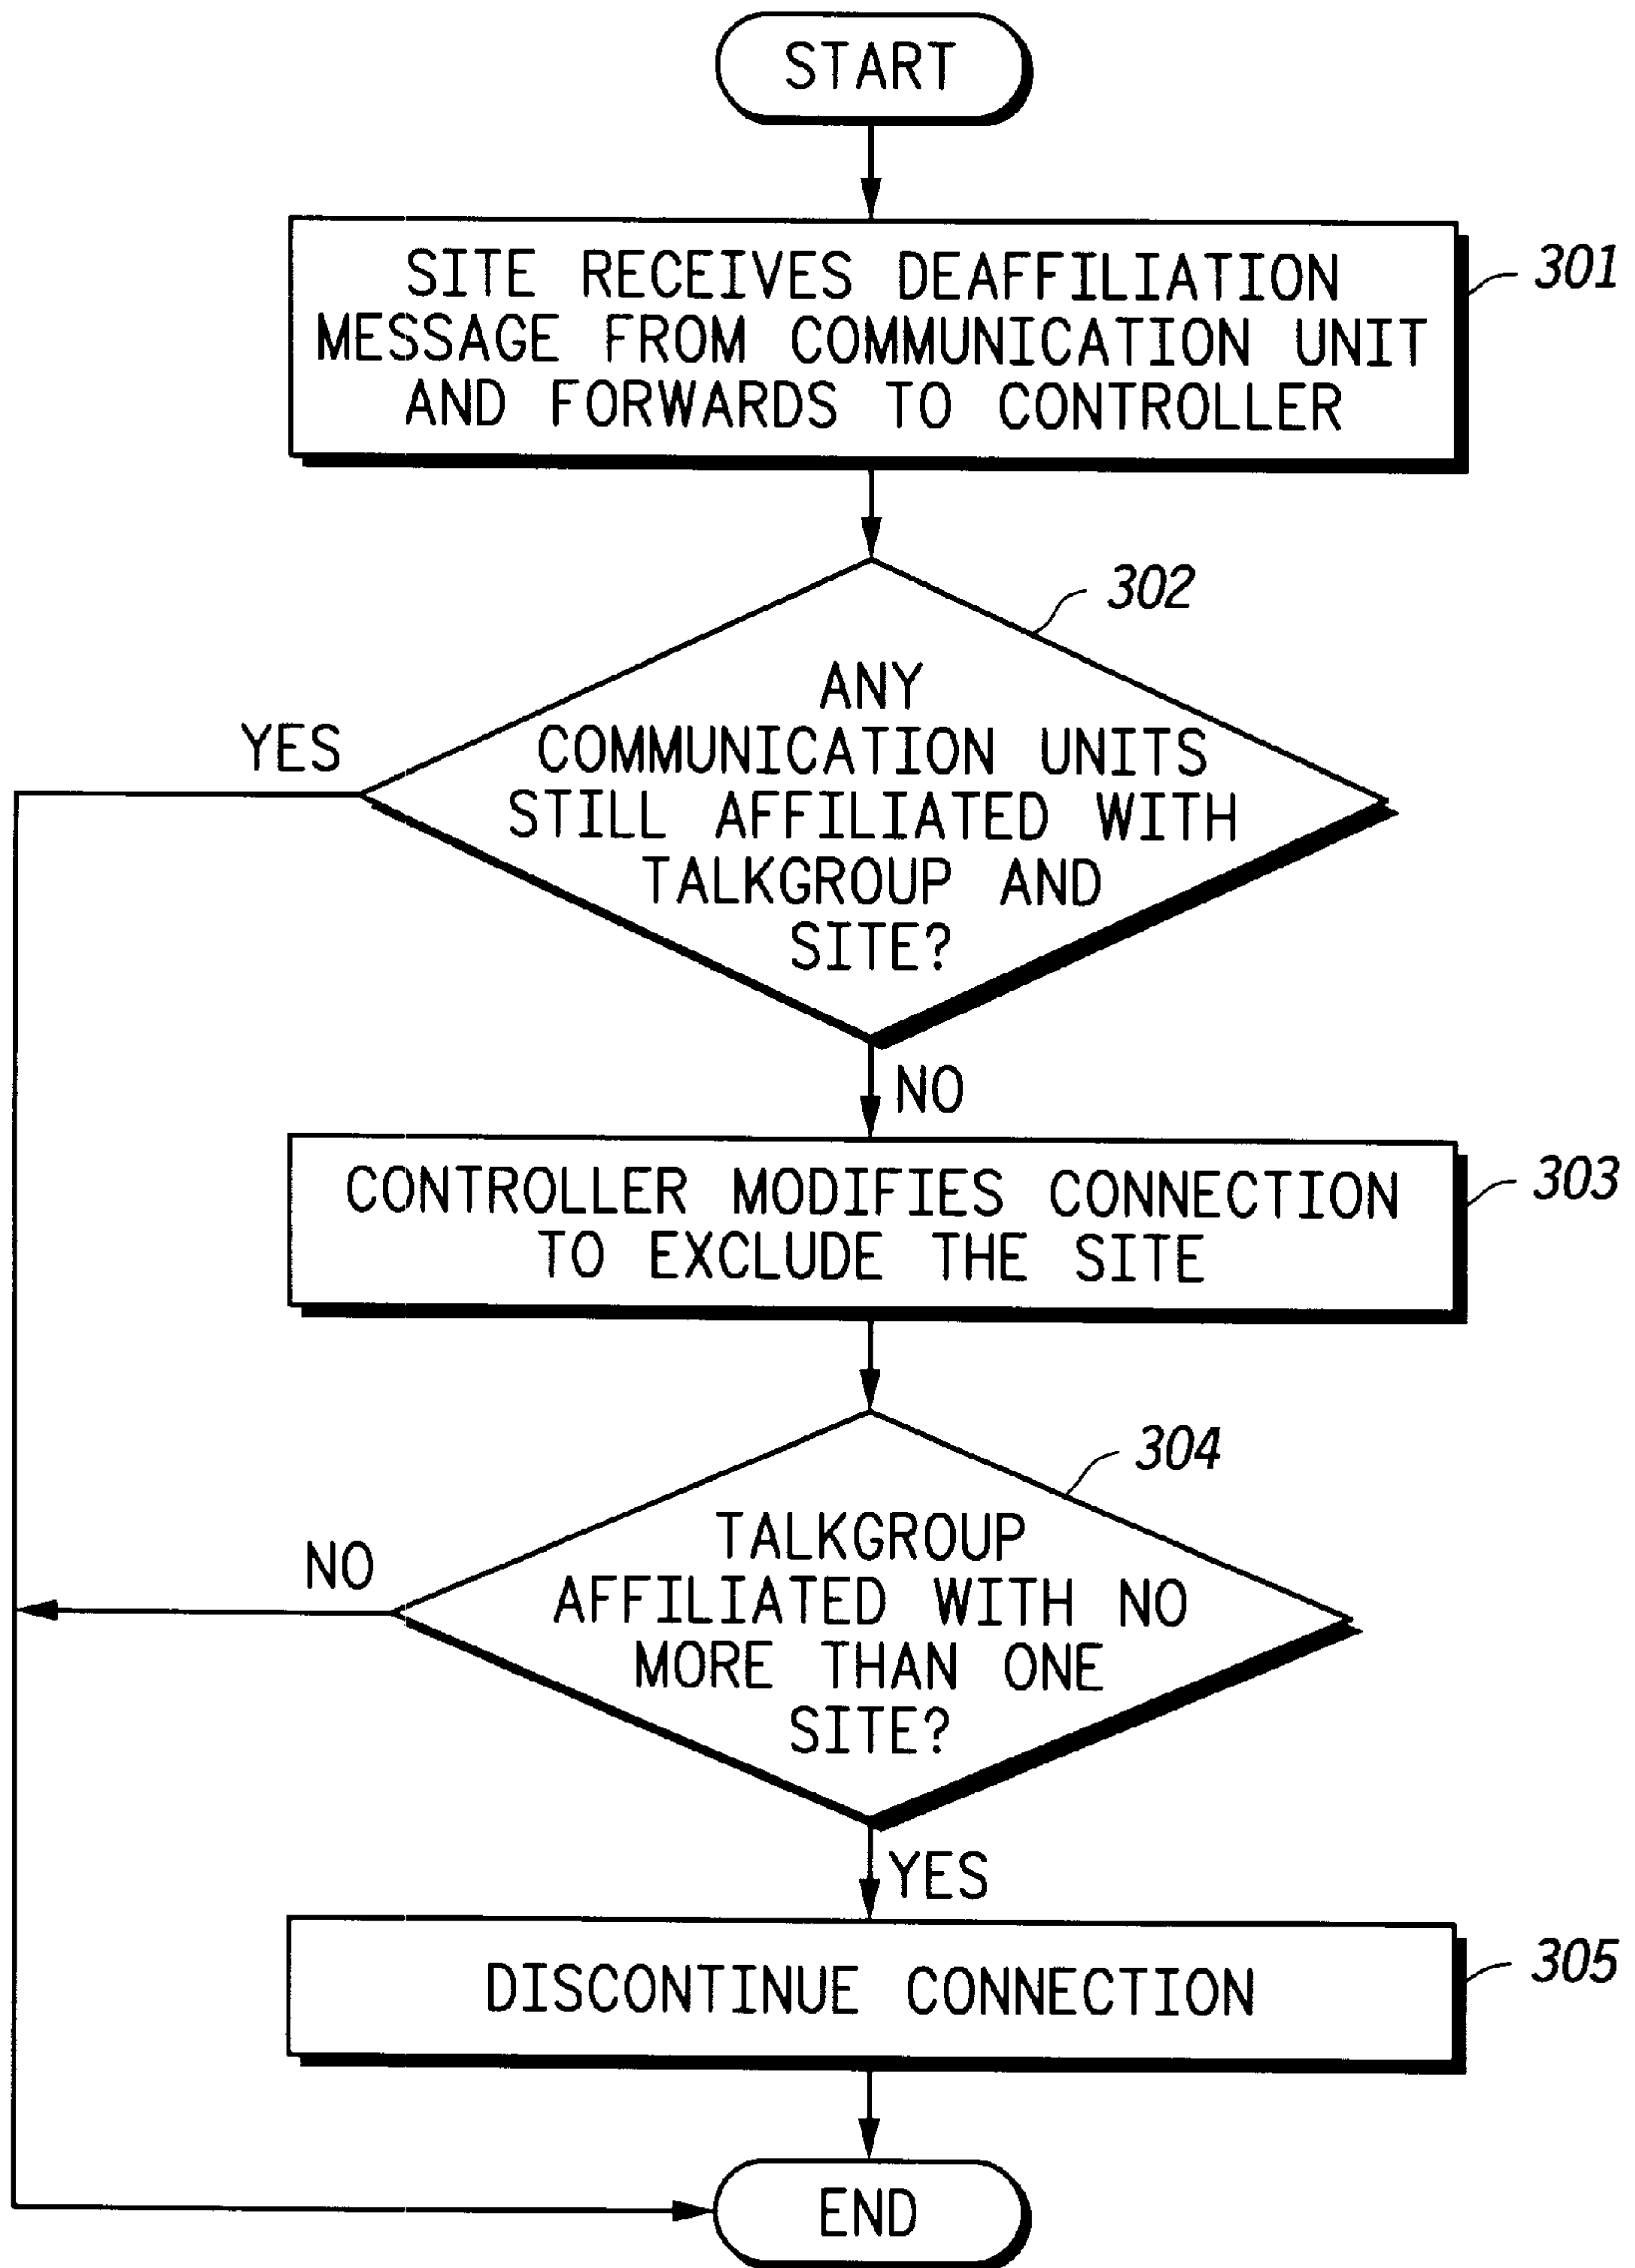 START
SITE RECEIVES DEAFFILIATION
MESSAGE FROM COMMUNICATION UNIT
AND FORWARDS TO CONTROLLER
301
302
ANY
COMMUNICATION UNITS
STILL AFFILIATED WITH
TALKGROUP AND
SITE?
YES
NO
CONTROLLER MODIFIES CONNECTION
TO EXCLUDE THE SITE
303
304
TALKGROUP
AFFILIATED WITH NO
MORE THAN ONE
SITE?
NO
YES
DISCONTINUE CONNECTION
305
END